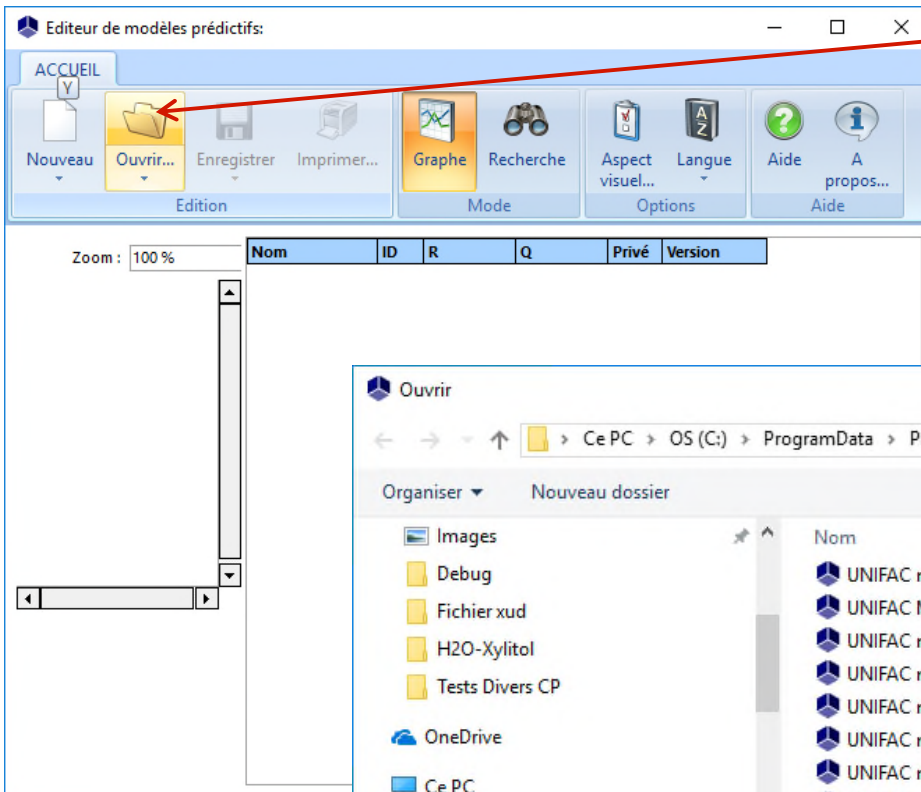 Editeur de modèles prédictifs:
ACCUEIL
Y
Nouveau Ouvrir... Enregistrer Imprimer... Graphe Recherche Aspect visuel... Langue Aide A propos...
Edition Mode Options Aide
Zoom : 100 %
Nom ID R Q Privé Version
Ouvrir
Ce PC > OS (C:) > ProgramData > P
Organiser Nouveau dossier
Images
Debug
Fichier xud
H2O-Xylitol
Tests Divers CP
OneDrive
Ce PC
Nom
UNIFAC
UNIFAC
UNIFAC
UNIFAC
UNIFAC
UNIFAC
UNIFAC